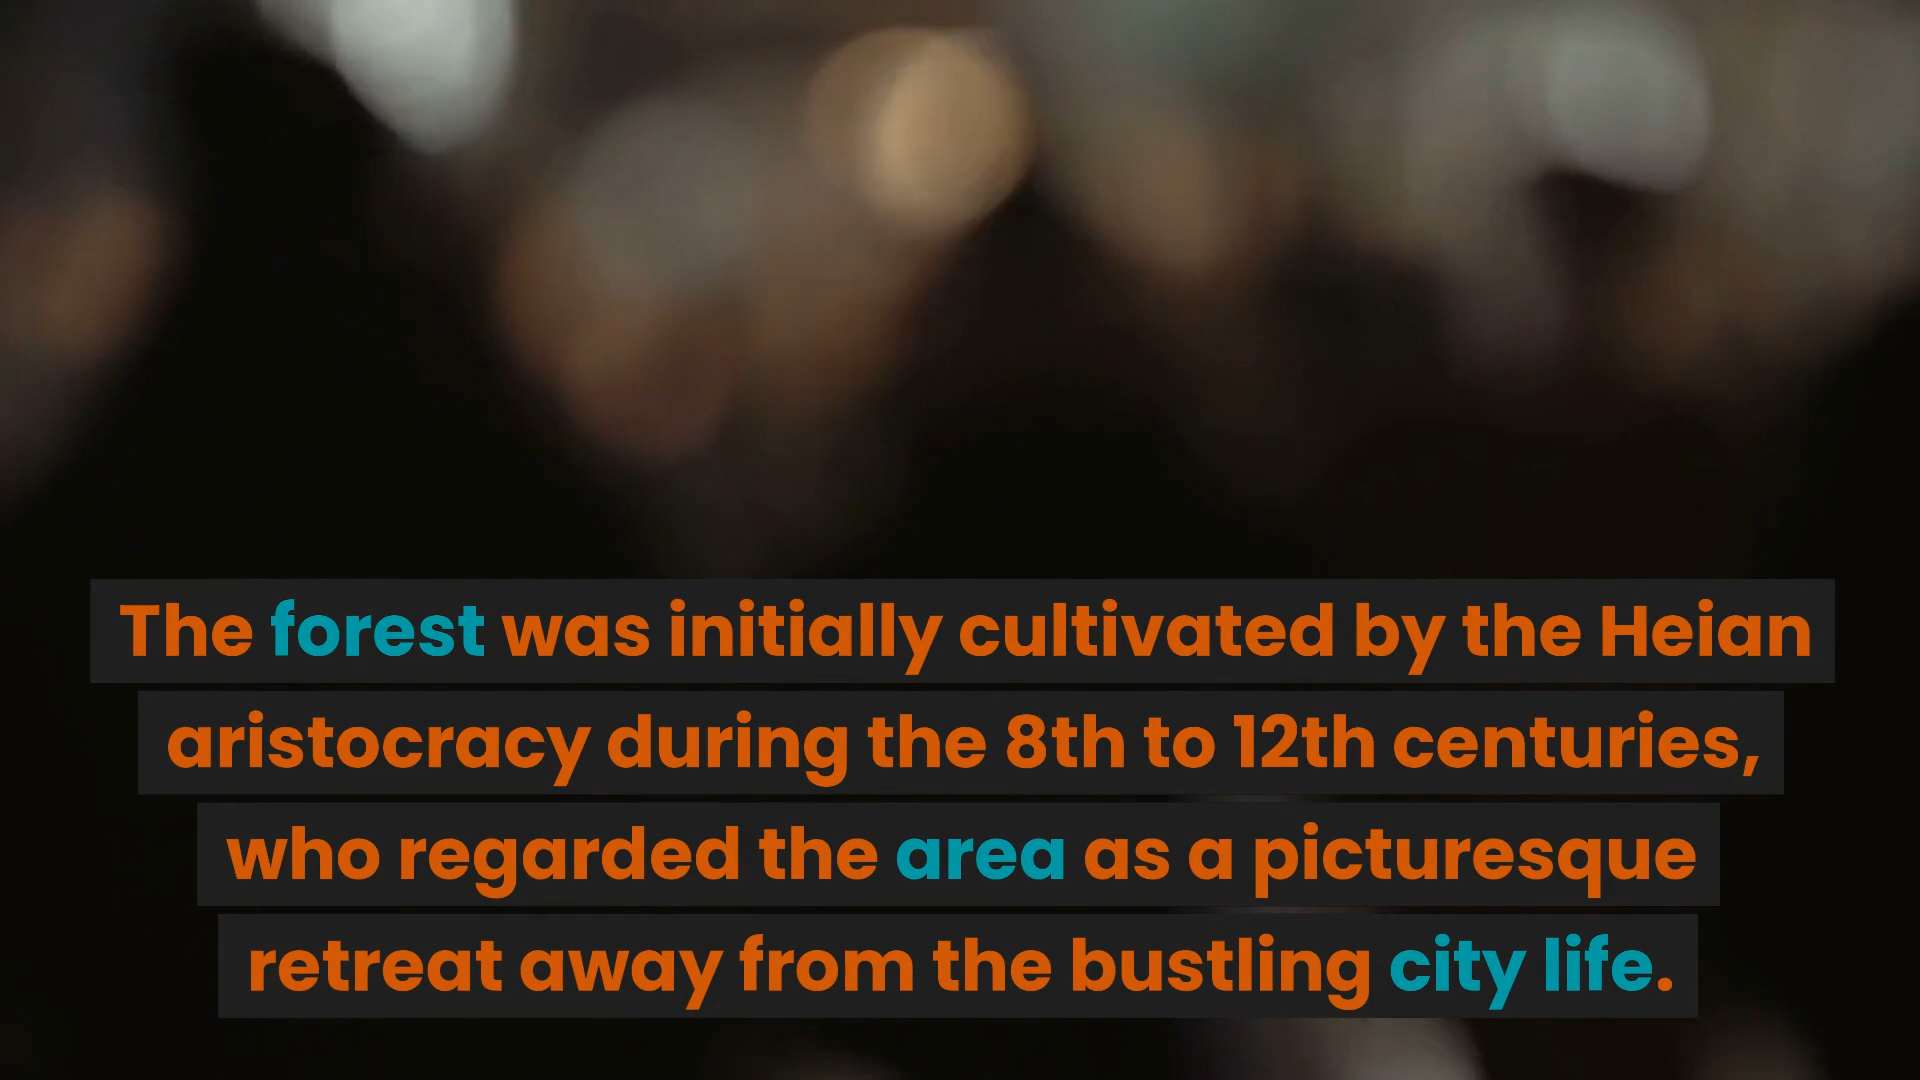 The forest was initially cultivated by the Heian
aristocracy during the 8th to 12th centuries,
who regarded the area as a picturesque
retreat away from the bustling city life.